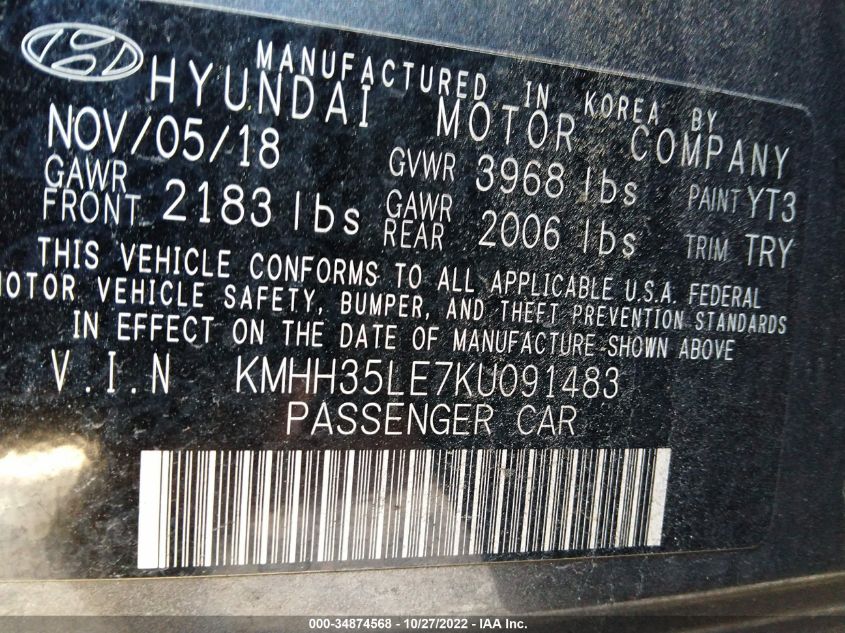 MANUFACTURED IN KOREA BY
HYUNDAI MOTOR COMPANY
NOV/05/18 GVWR 3968 lbs PAINT YT3
GAWR FRONT 2183 lbs GAWR REAR 2006 lbs TRIM TRY
THIS VEHICLE CONFORMS TO ALL APPLICABLE U.S.A. FEDERAL
MOTOR VEHICLE SAFETY, BUMPER, AND THEFT PREVENTION STANDARDS
IN EFFECT ON THE DATE OF MANUFACTURE SHOWN ABOVE
V.I.N KMHH35LE7KU091483
PASSENGER CAR
000-34874568 - 10/27/2022 - IAA Inc.